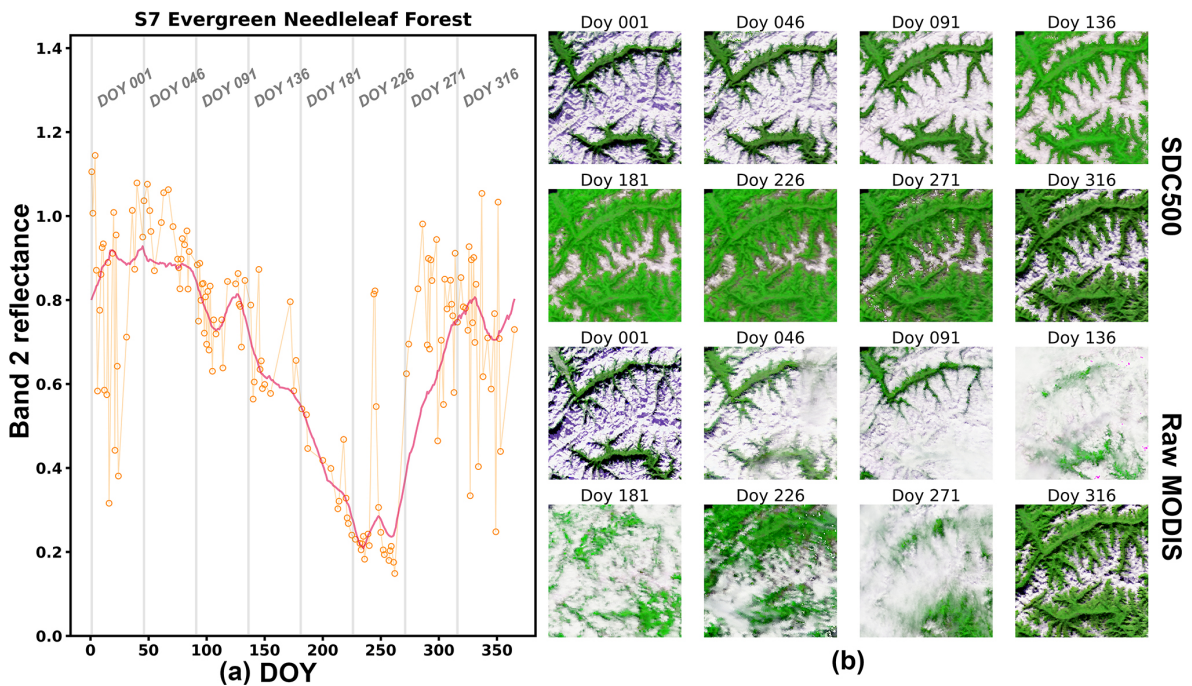 S7 Evergreen Needleleaf Forest
1.4
1.2
1.0
0.8
0.6
0.4
0.2
0.0
Band 2 reflectance
DOY 001
DOY 046
DOY 091
DOY 136
DOY 181
DOY 226
DOY 271
DOY 316
0 50 100 150 200 250 300 350
(a) DOY
Doy 001 Doy 046 Doy 091 Doy 136
Doy 181 Doy 226 Doy 271 Doy 316
SDC500
Doy 001 Doy 046 Doy 091 Doy 136
Doy 181 Doy 226 Doy 271 Doy 316
Raw MODIS
(b)